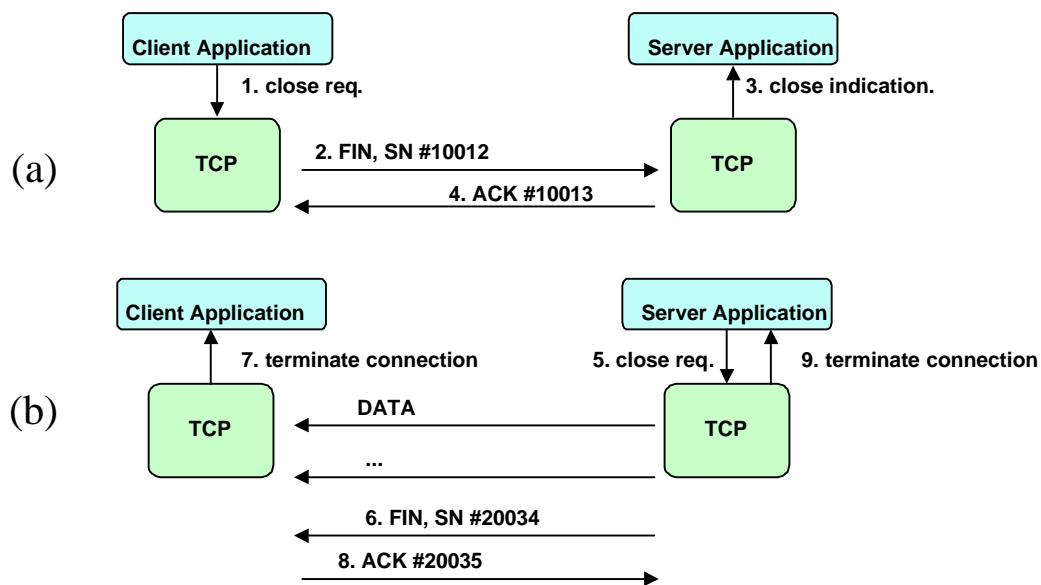 Client Application
Server Application
1. close req.
3. close indication.
(a)
TCP
2. FIN, SN #10012
TCP
4. ACK #10013
Client Application
Server Application
7. terminate connection
5. close req.
9. terminate connection
(b)
TCP
DATA
TCP
...
6. FIN, SN #20034
8. ACK #20035